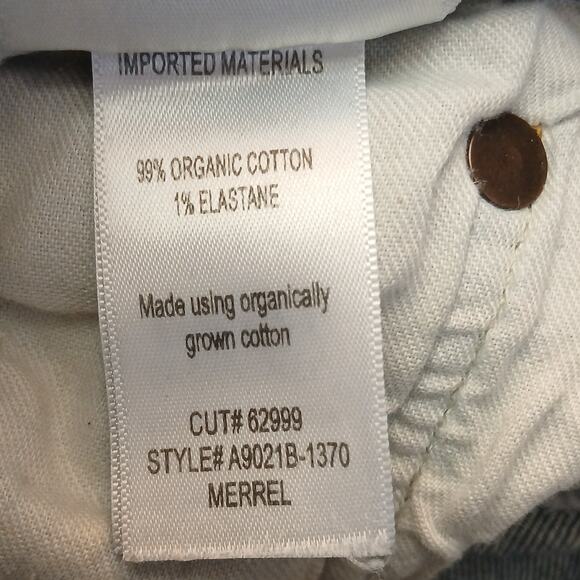 IMPORTED MATERIALS
99% ORGANIC COTTON
1% ELASTANE
Made using organically
grown cotton
CUT# 62999
STYLE# A9021B-1370
MERREL